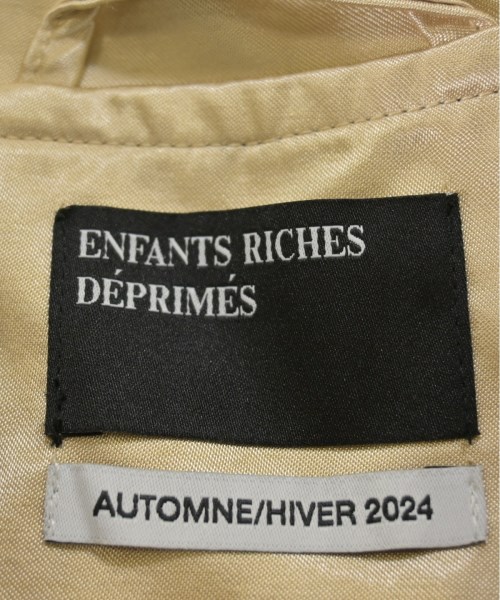 ENFANTS RICHES
DÉPRIMÉS
AUTOMNE/HIVER 2024